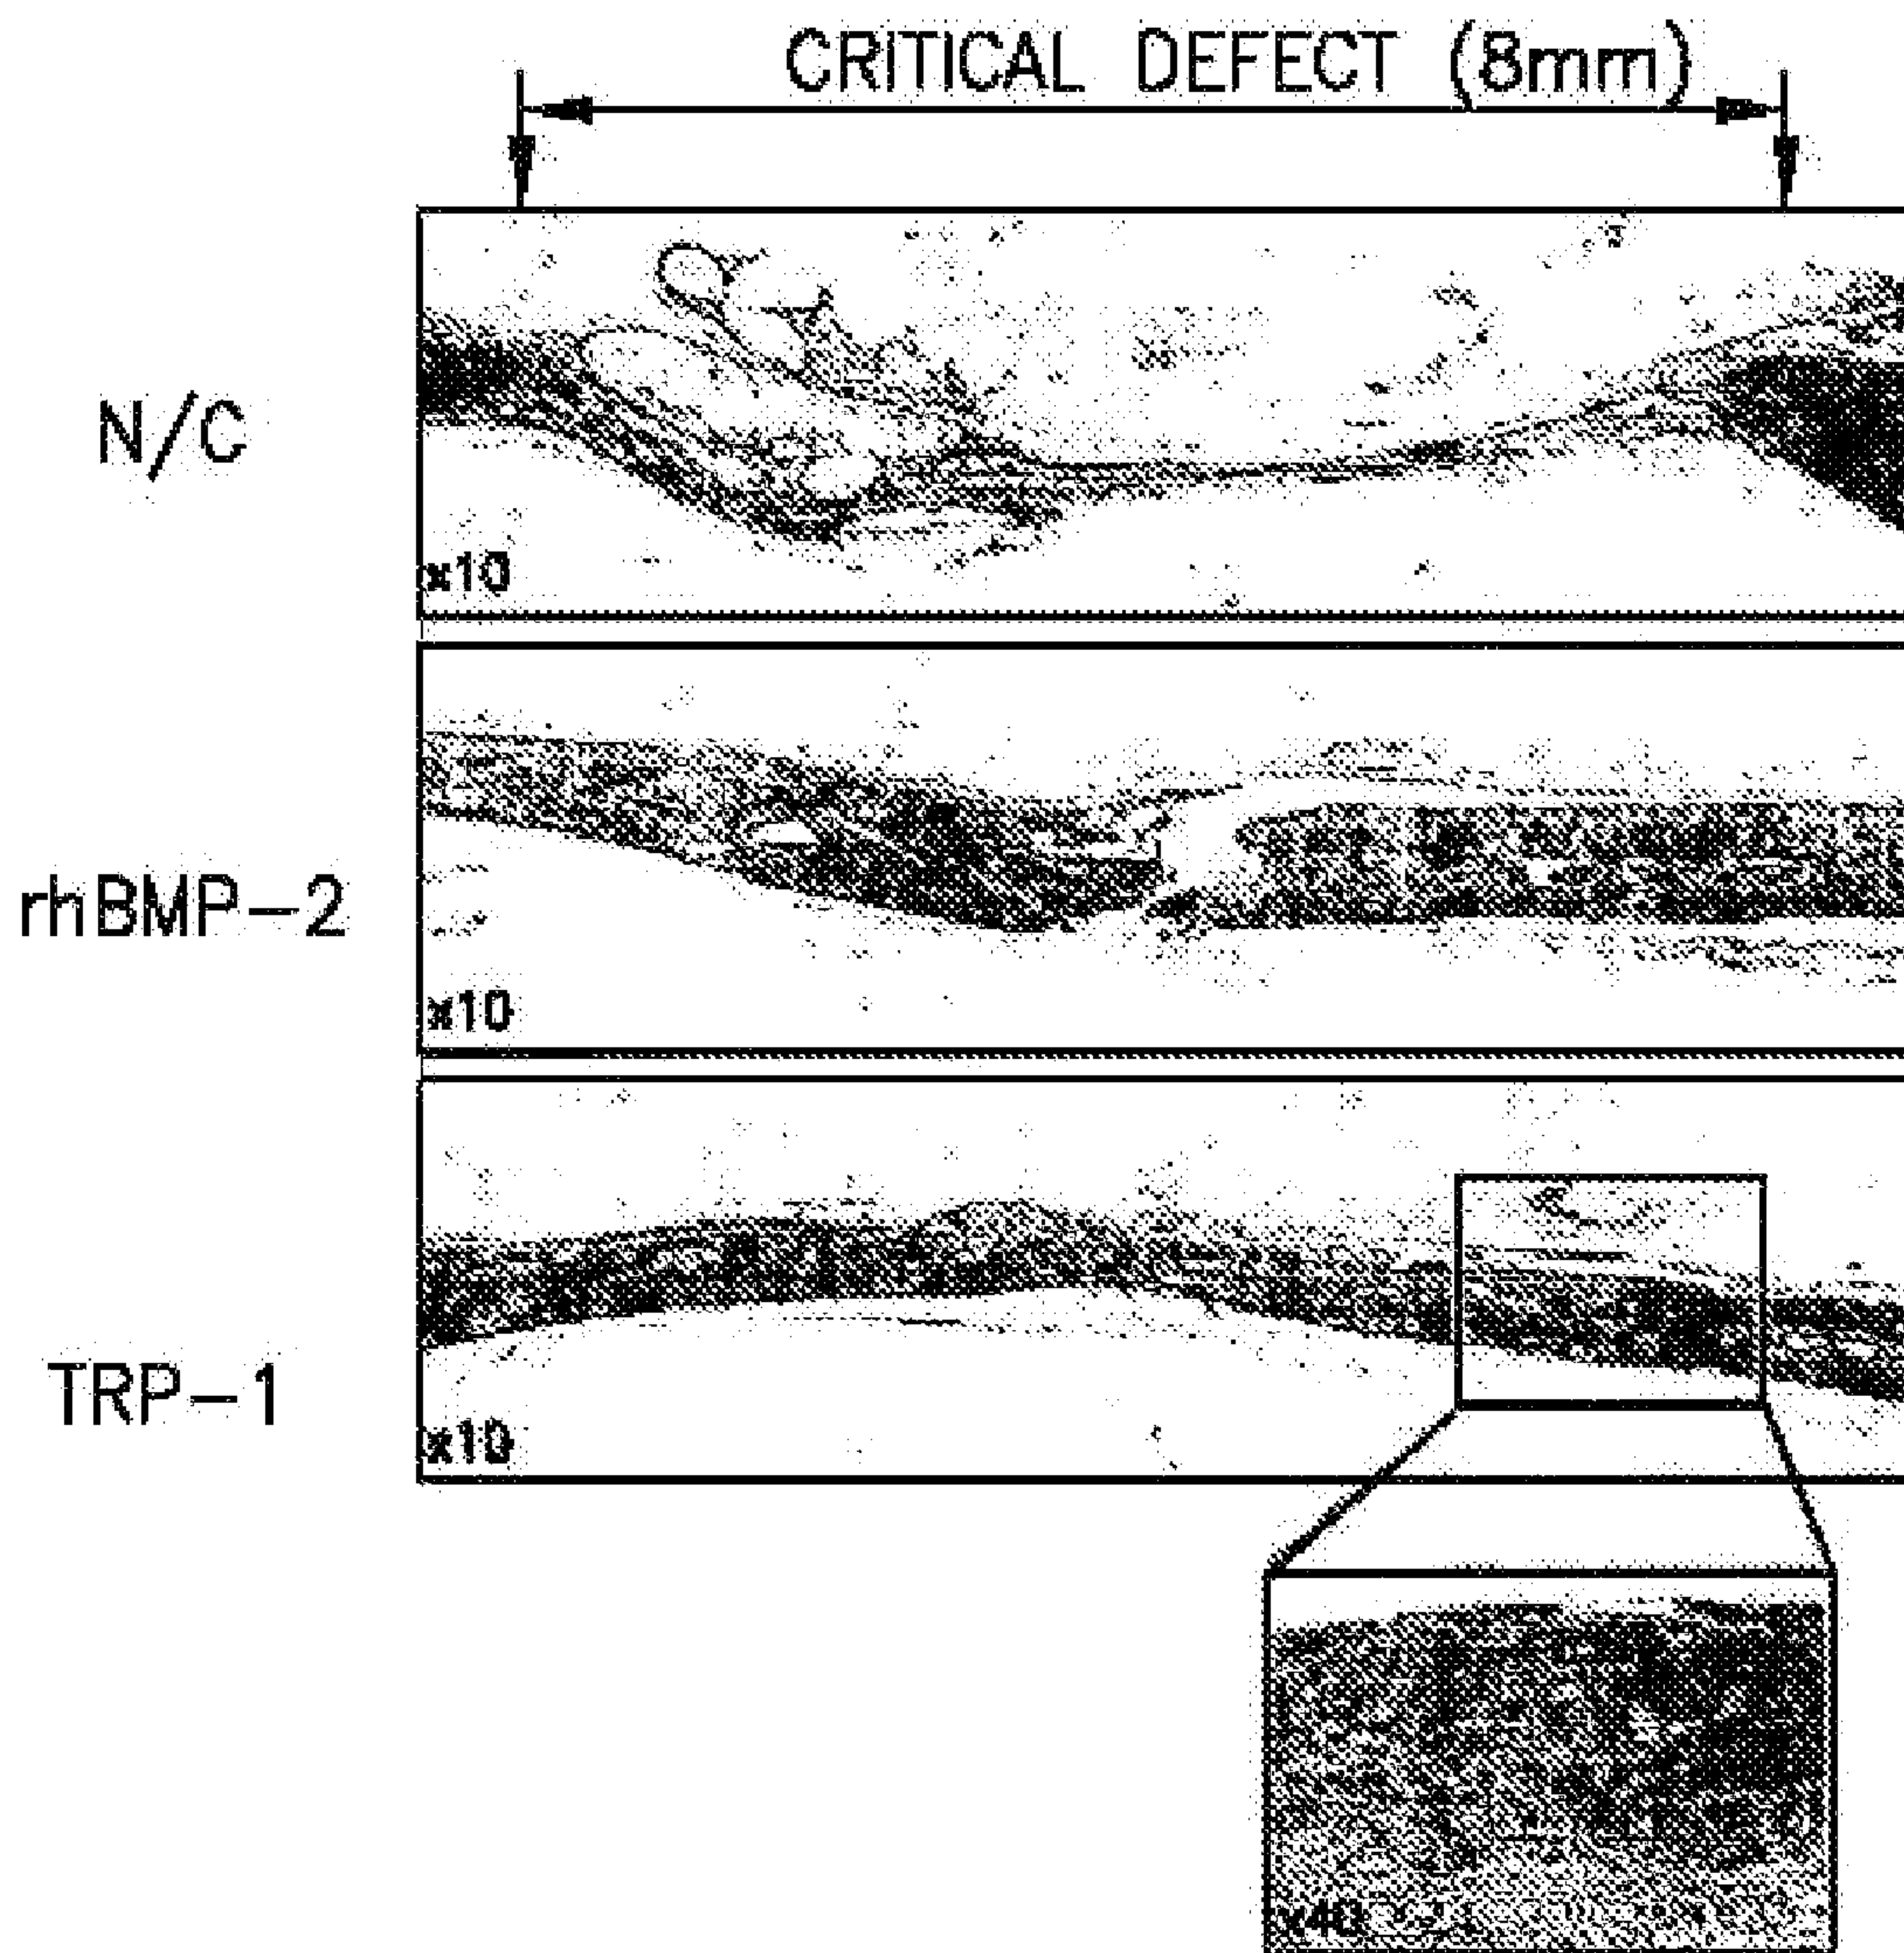 CRITICAL DEFECT (8mm)
N/C
x10
rhBMP-2
x10
TRP-1
x10
x40